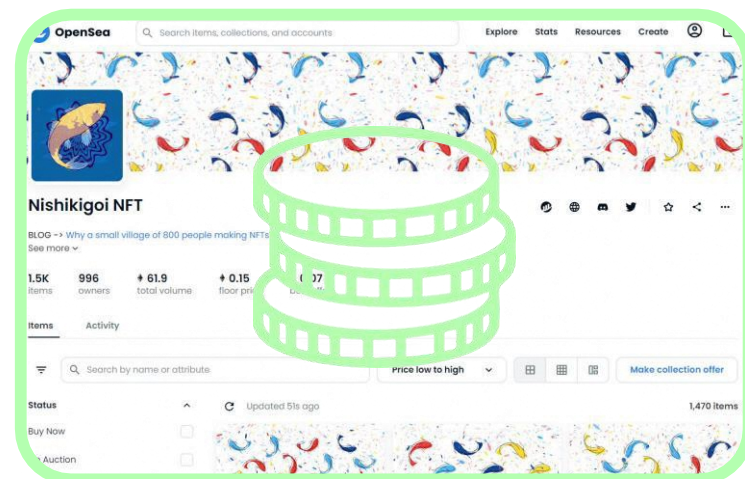 OpenSea
Search items, collections, and accounts
Explore Stats Resources Create
Nishikigoi NFT
BLOG -> Why a small village of 800 people making NFTs
See more
1.5K 996 61.9 0.15
items owners total volume floor
Items Activity
Search by name or attribute
Price low to high
Make collection offer
Status
Updated 51s ago
1,470 items
Buy Now
Auction